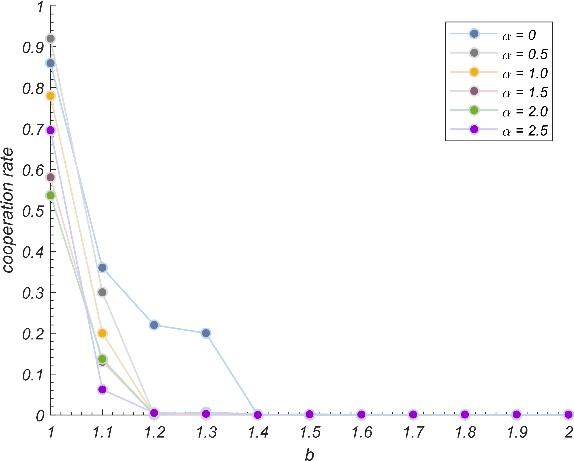 1
0.9
0.8
0.7
0.6
0.5
0.4
0.3
0.2
0.1
0
cooperation rate
1 1.1 1.2 1.3 1.4 1.5 1.6 1.7 1.8 1.9 2
b
α = 0
α = 0.5
α = 1.0
α = 1.5
α = 2.0
α = 2.5